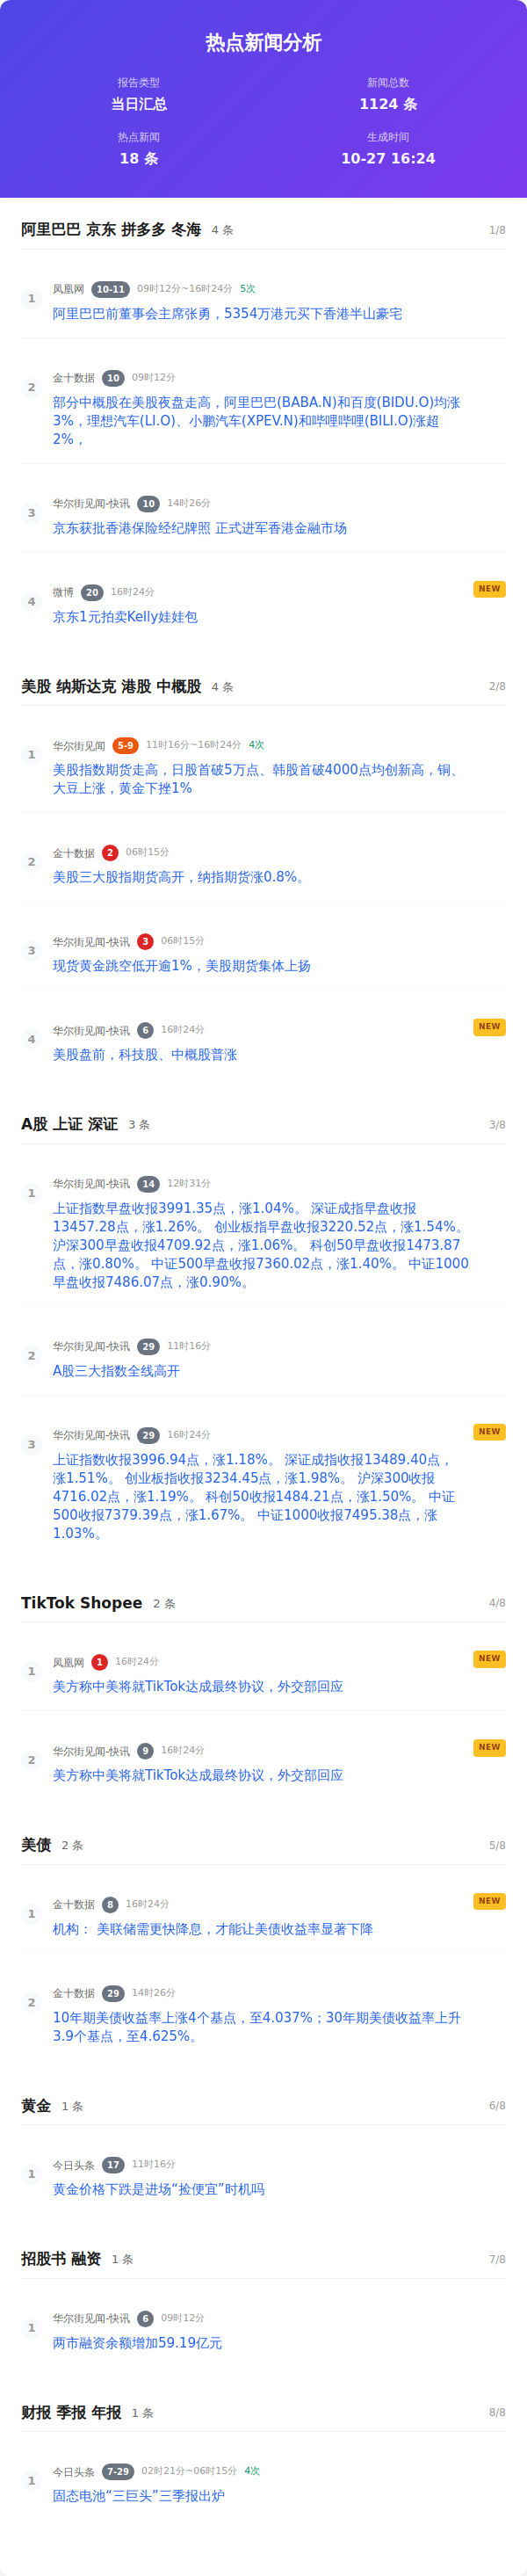 热点新闻分析
报告类型
当日汇总
新闻总数
1124 条
热点新闻
18 条
生成时间
10-27 16:24
阿里巴巴 京东 拼多多 冬海 4 条 1/8
1
凤凰网 10-11 09时12分~16时24分 5次
阿里巴巴前董事会主席张勇，5354万港元买下香港半山豪宅
2
金十数据 10 09时12分
部分中概股在美股夜盘走高，阿里巴巴(BABA.N)和百度(BIDU.O)均涨
3%，理想汽车(LI.O)、小鹏汽车(XPEV.N)和哔哩哔哩(BILI.O)涨超
2%，
3
华尔街见闻-快讯 10 14时26分
京东获批香港保险经纪牌照 正式进军香港金融市场
4
微博 20 16时24分 NEW
京东1元拍卖Kelly娃娃包
美股 纳斯达克 港股 中概股 4 条 2/8
1
华尔街见闻 5-9 11时16分~16时24分 4次
美股指数期货走高，日股首破5万点、韩股首破4000点均创新高，铜、
大豆上涨，黄金下挫1%
2
金十数据 2 06时15分
美股三大股指期货高开，纳指期货涨0.8%。
3
华尔街见闻-快讯 3 06时15分
现货黄金跳空低开逾1%，美股期货集体上扬
4
华尔街见闻-快讯 6 16时24分 NEW
美股盘前，科技股、中概股普涨
A股 上证 深证 3 条 3/8
1
华尔街见闻-快讯 14 12时31分
上证指数早盘收报3991.35点，涨1.04%。 深证成指早盘收报
13457.28点，涨1.26%。 创业板指早盘收报3220.52点，涨1.54%。
沪深300早盘收报4709.92点，涨1.06%。 科创50早盘收报1473.87
点，涨0.80%。 中证500早盘收报7360.02点，涨1.40%。 中证1000
早盘收报7486.07点，涨0.90%。
2
华尔街见闻-快讯 29 11时16分
A股三大指数全线高开
3
华尔街见闻-快讯 29 16时24分 NEW
上证指数收报3996.94点，涨1.18%。 深证成指收报13489.40点，
涨1.51%。 创业板指收报3234.45点，涨1.98%。 沪深300收报
4716.02点，涨1.19%。 科创50收报1484.21点，涨1.50%。 中证
500收报7379.39点，涨1.67%。 中证1000收报7495.38点，涨
1.03%。
TikTok Shopee 2 条 4/8
1
凤凰网 1 16时24分 NEW
美方称中美将就TikTok达成最终协议，外交部回应
2
华尔街见闻-快讯 9 16时24分 NEW
美方称中美将就TikTok达成最终协议，外交部回应
美债 2 条 5/8
1
金十数据 8 16时24分 NEW
机构： 美联储需更快降息，才能让美债收益率显著下降
2
金十数据 29 14时26分
10年期美债收益率上涨4个基点，至4.037%；30年期美债收益率上升
3.9个基点，至4.625%。
黄金 1 条 6/8
1
今日头条 17 11时16分
黄金价格下跌是进场“捡便宜”时机吗
招股书 融资 1 条 7/8
1
华尔街见闻-快讯 6 09时12分
两市融资余额增加59.19亿元
财报 季报 年报 1 条 8/8
1
今日头条 7-29 02时21分~06时15分 4次
固态电池“三巨头”三季报出炉